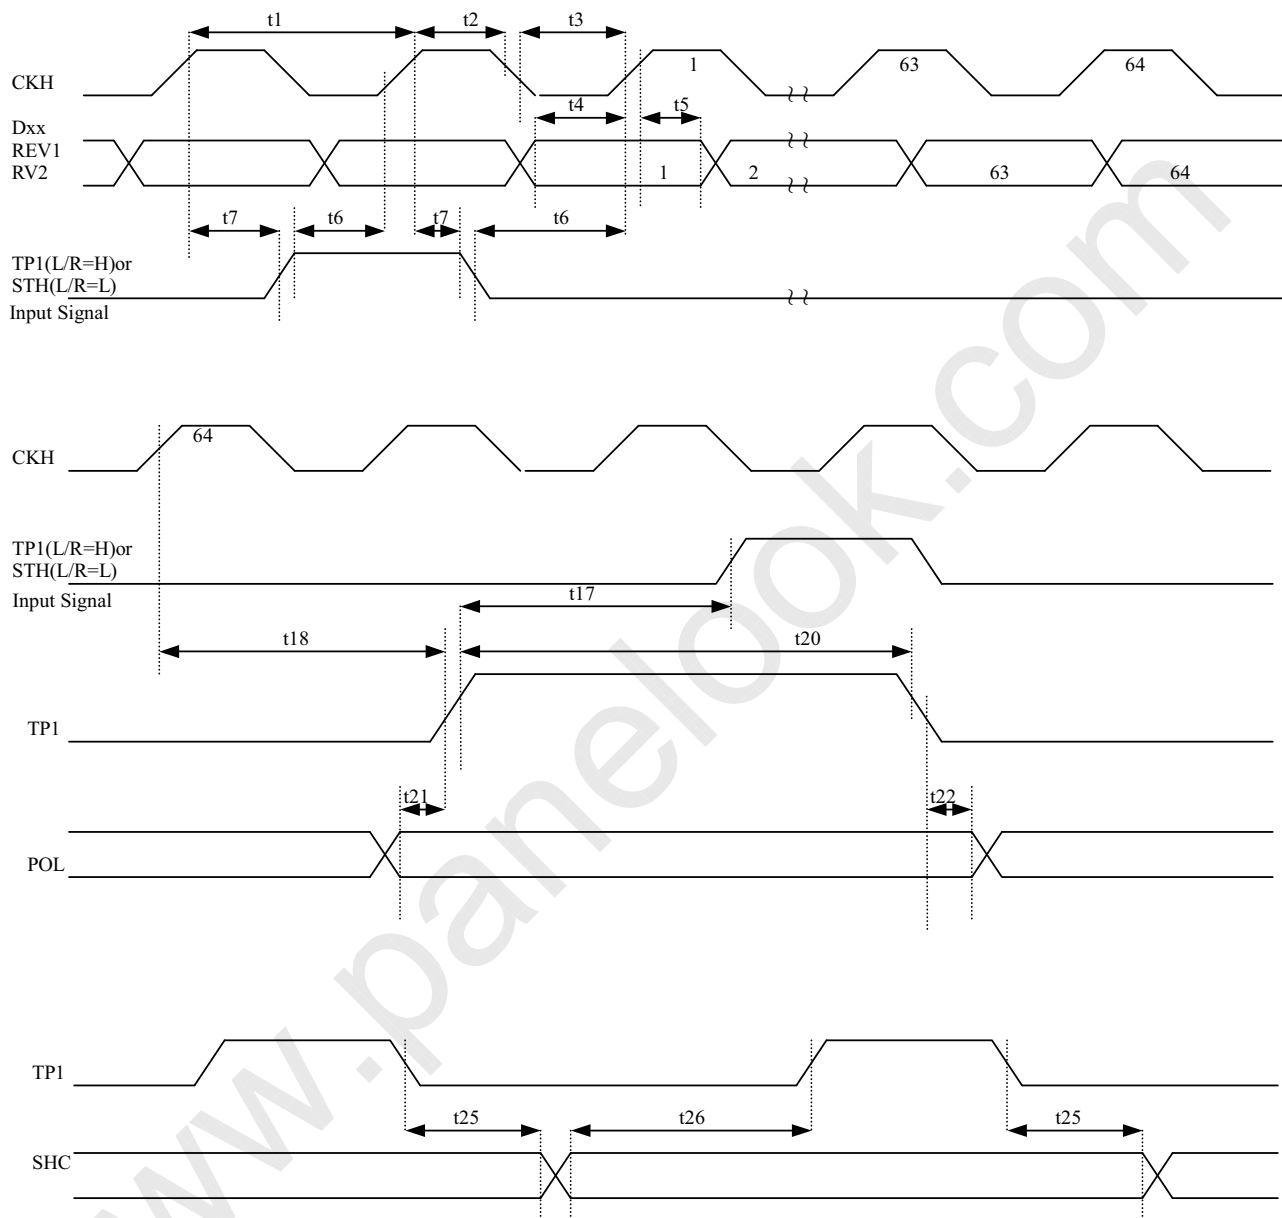 t1 t2 t3
CKH 1 63 64
t4 t5
Dxx
REV1
RV2 1 2 63 64
t7 t6 t7 t6
TP1(L/R=H)or
STH(L/R=L)
Input Signal
64
CKH
TP1(L/R=H)or
STH(L/R=L)
Input Signal t17
t18 t20
TP1
t21 t22
POL
TP1
t25 t26 t25
SHC
www.panelook.com